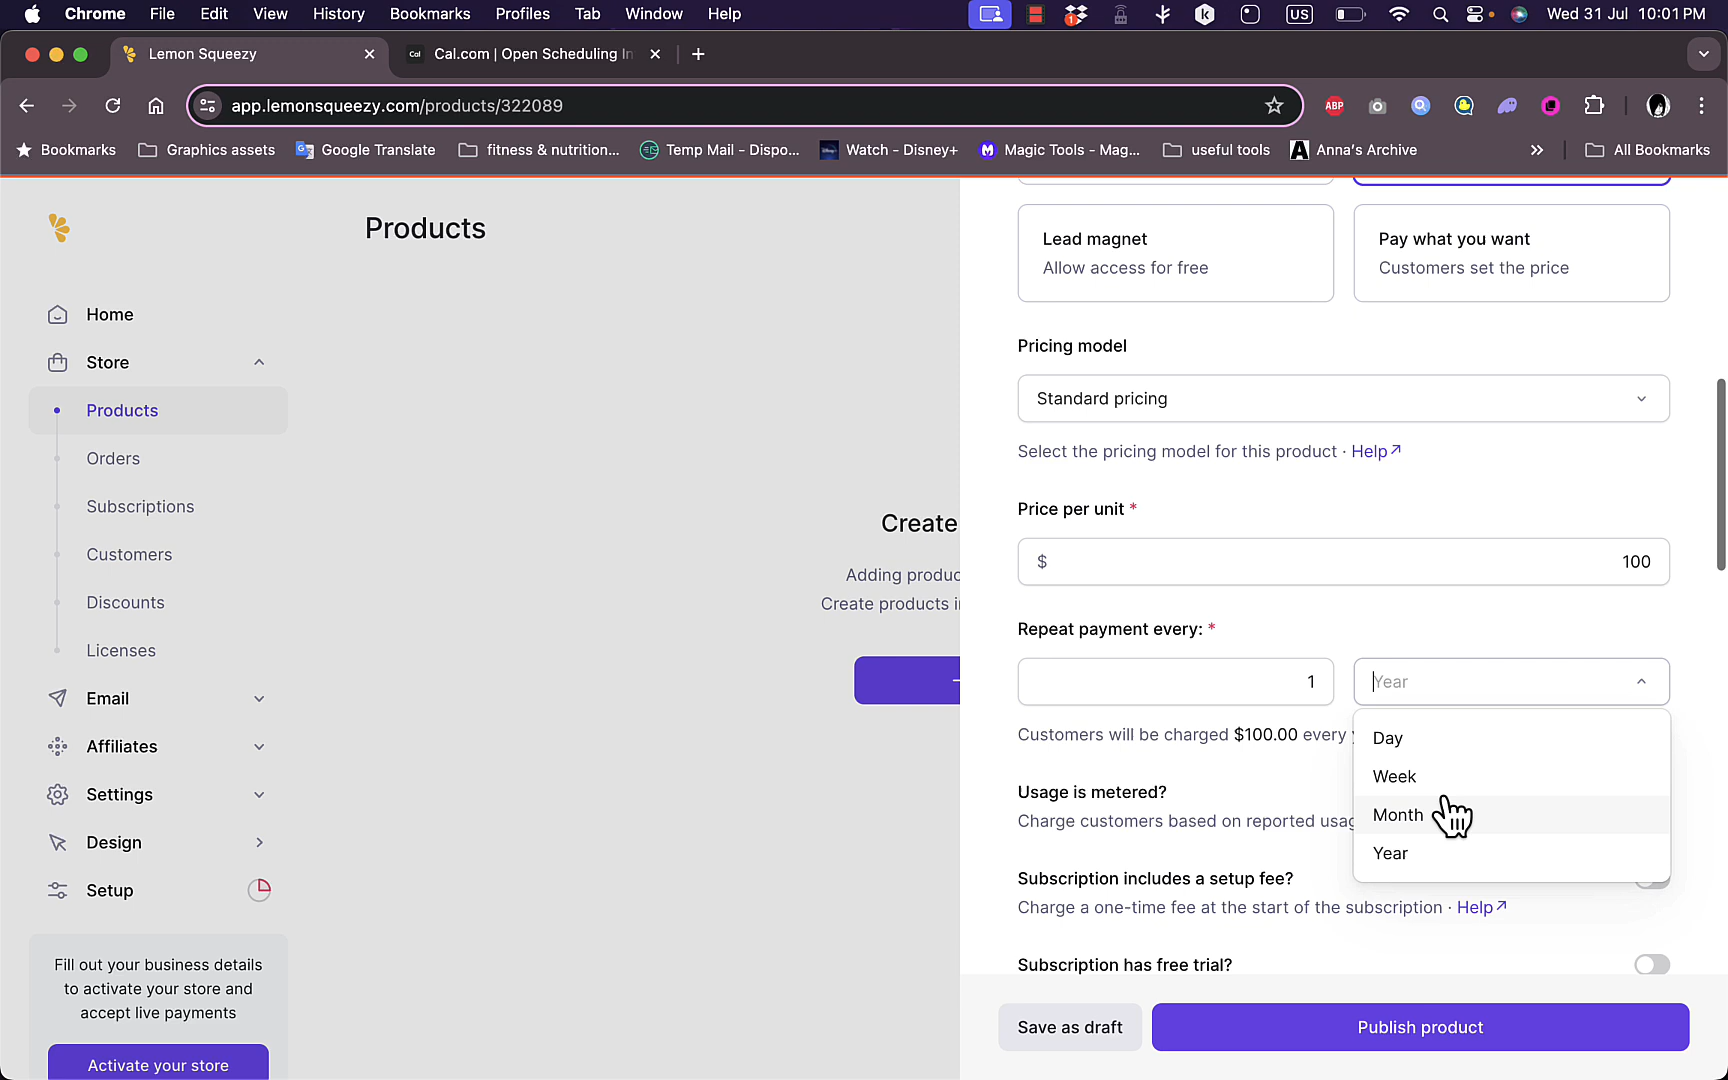 Chrome File Edit View History Bookmarks Profiles Tab Window Help 1 US Wed 31 Jul 10:01 PM
Lemon Squeezy Cal Cal.com | Open Scheduling In
app.lemonsqueezy.com/products/322089 ABP
Bookmarks Graphics assets Google Translate fitness & nutrition... Temp Mail - Dispo... Watch - Disney+ Magic Tools - Mag... useful tools Anna's Archive All Bookmarks
Products
Home
Store
Products
Orders
Subscriptions
Customers
Discounts
Licenses
Email
Affiliates
Settings
Design
Setup
Fill out your business details
to activate your store and
accept live payments
Activate your store
Create
Adding produc
Create products i
Lead magnet
Allow access for free
Pay what you want
Customers set the price
Pricing model
Standard pricing
Select the pricing model for this product · Help
Price per unit *
$ 100
Repeat payment every: *
1 Year
Day
Week
Month
Year
Customers will be charged $100.00 every
Usage is metered?
Charge customers based on reported usag
Subscription includes a setup fee?
Charge a one-time fee at the start of the subscription · Help
Subscription has free trial?
Save as draft
Publish product